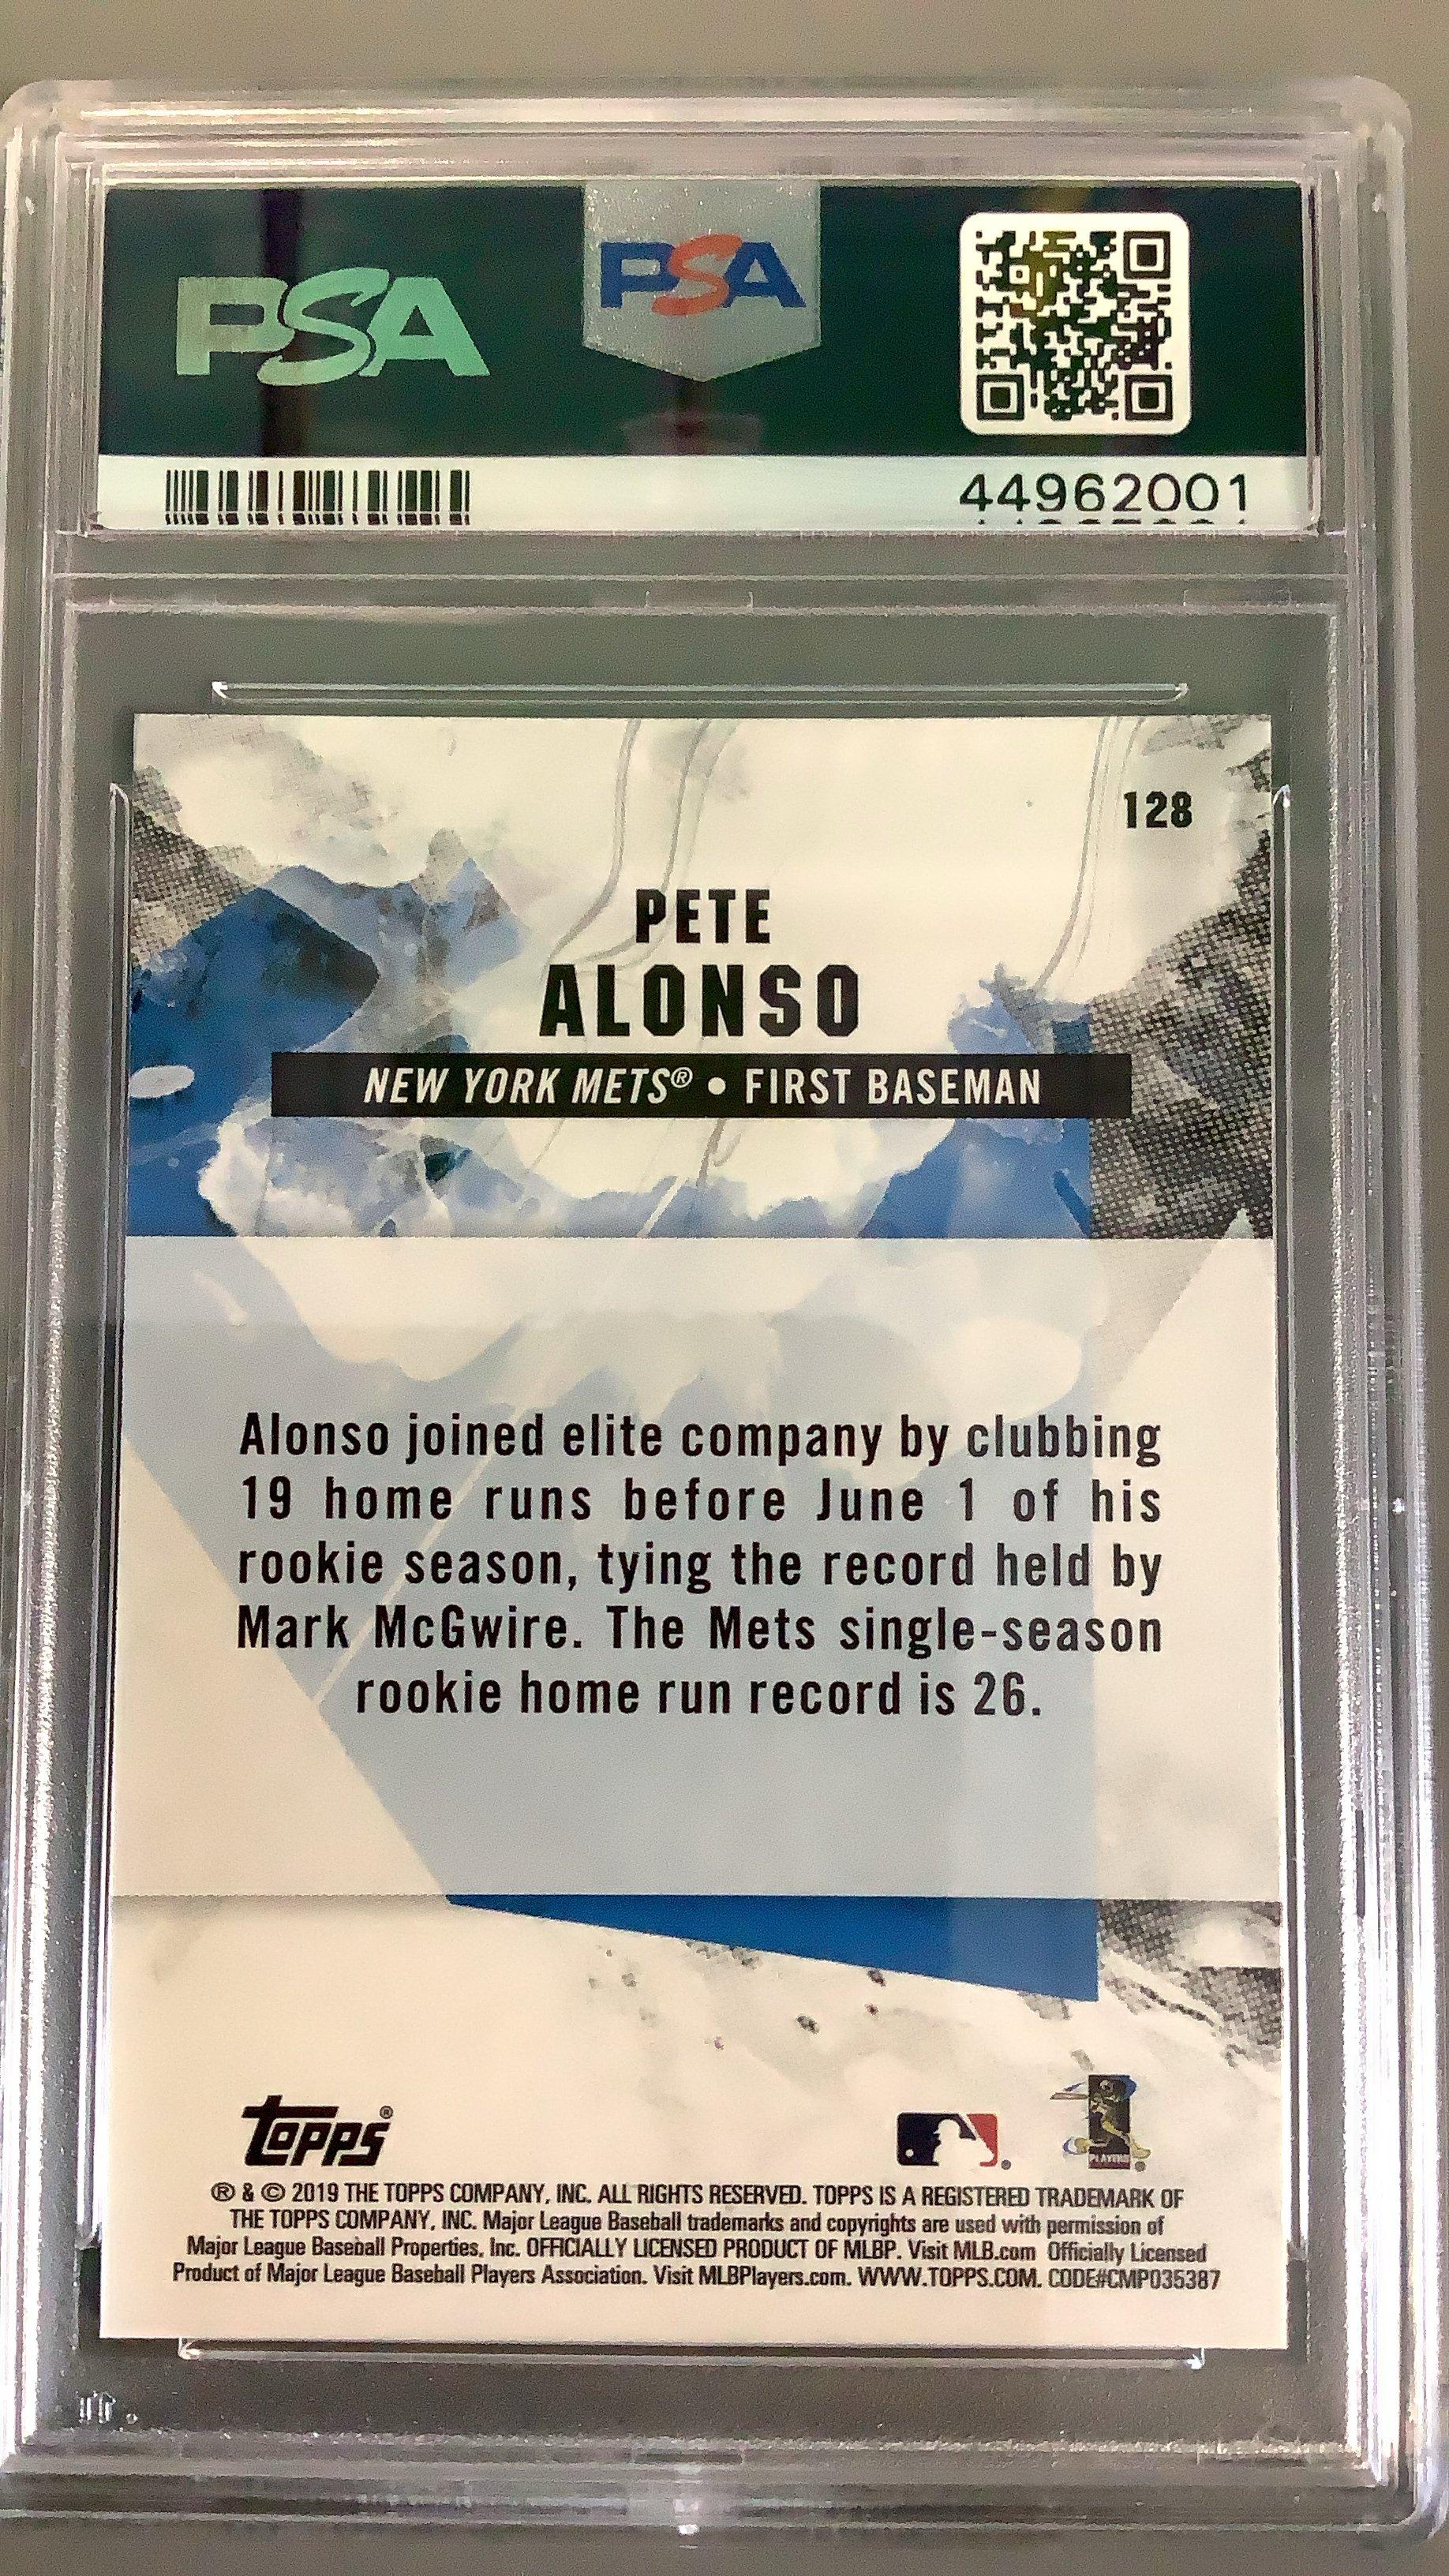 PSA
PSA
44962001
128
PETE
ALONSO
NEW YORK METS® • FIRST BASEMAN
Alonso joined elite company by clubbing
19 home runs before June 1 of his
rookie season, tying the record held by
Mark McGwire. The Mets single-season
rookie home run record is 26.
Topps®
PLAYERS
® & © 2019 THE TOPPS COMPANY, INC. ALL RIGHTS RESERVED. TOPPS IS A REGISTERED TRADEMARK OF
THE TOPPS COMPANY, INC. Major League Baseball trademarks and copyrights are used with permission of
Major League Baseball Properties, Inc. OFFICIALLY LICENSED PRODUCT OF MLBP. Visit MLB.com Officially Licensed
Product of Major League Baseball Players Association. Visit MLBPlayers.com. WWW.TOPPS.COM. CODE#CMP035387